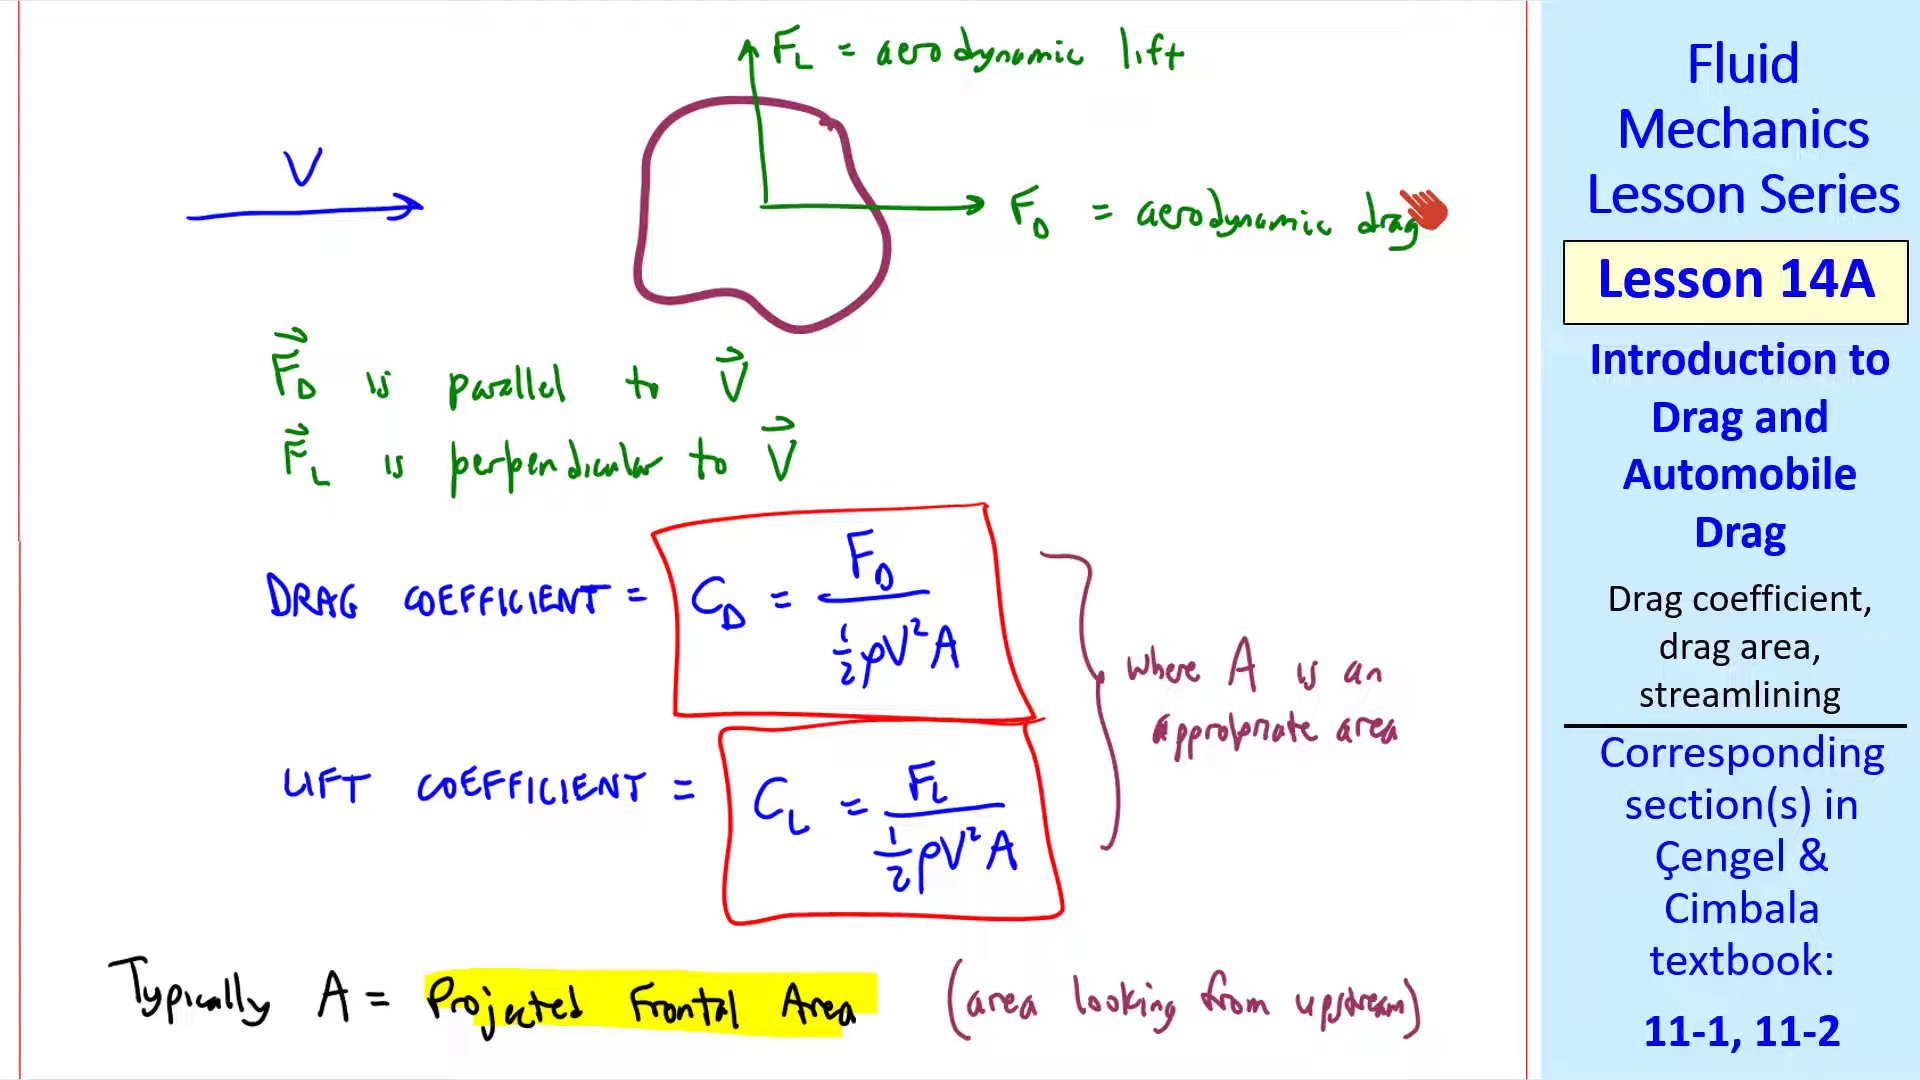 F_L = aerodynamic lift
V
F_D = aerodynamic drag
F_D is parallel to V
F_L is perpendicular to V
DRAG COEFFICIENT = C_D = F_D / ½ρV²A
where A is an
appropriate area
LIFT COEFFICIENT = C_L = F_L / ½ρV²A
Typically A = Projected Frontal Area (area looking from upstream)
Fluid
Mechanics
Lesson Series
Lesson 14A
Introduction to
Drag and
Automobile
Drag
Drag coefficient,
drag area,
streamlining
Corresponding
section(s) in
Çengel &
Cimbala
textbook:
11-1, 11-2